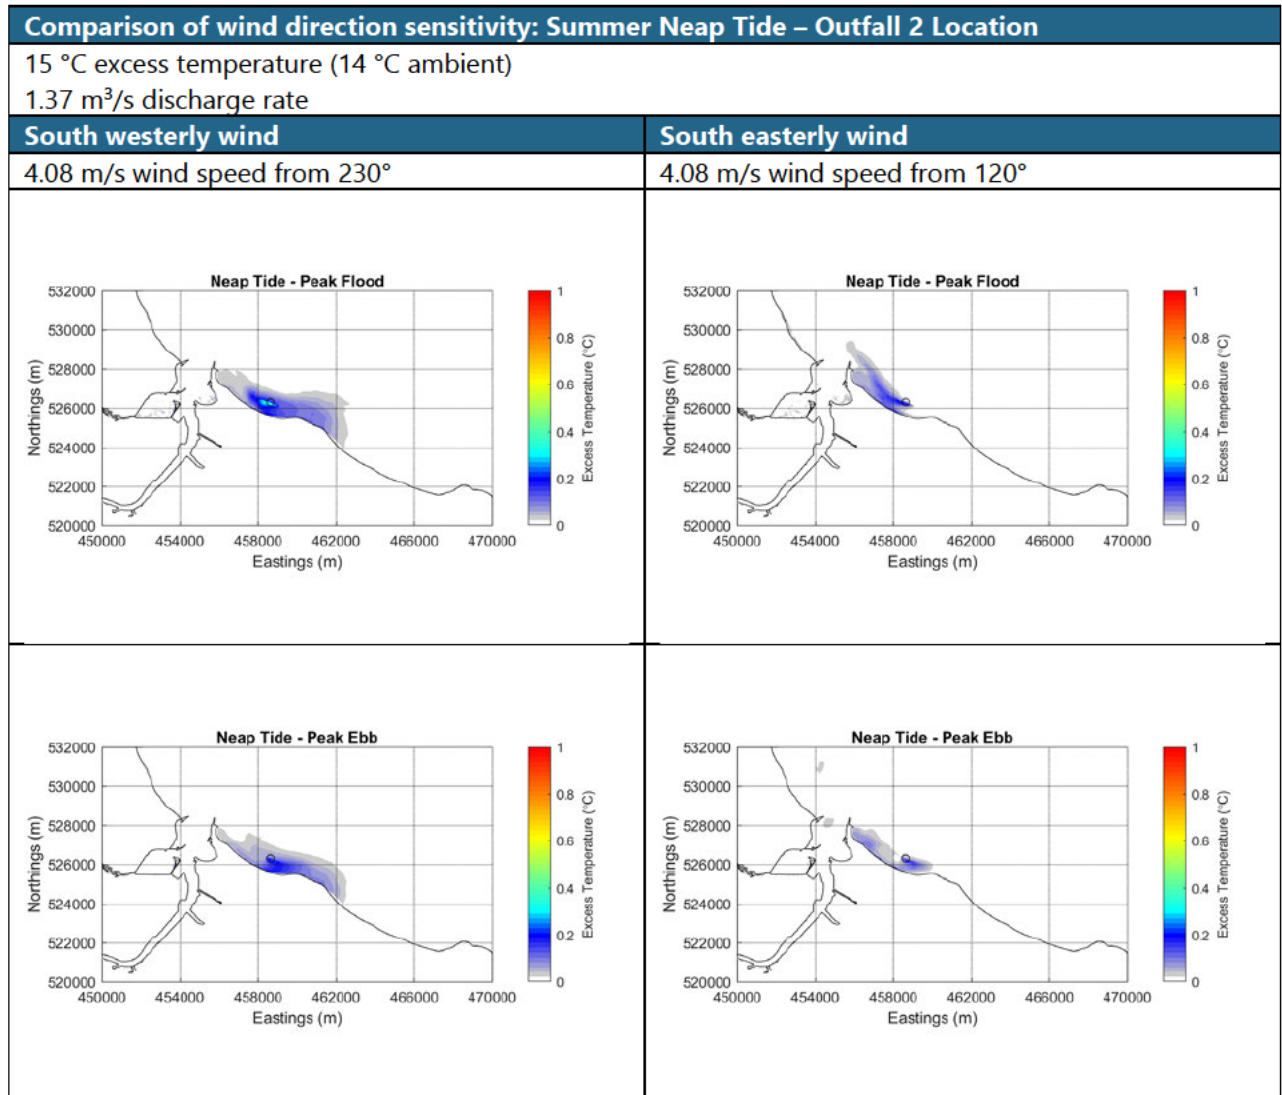 Comparison of wind direction sensitivity: Summer Neap Tide – Outfall 2 Location
15 °C excess temperature (14 °C ambient)
1.37 m³/s discharge rate
South westerly wind
South easterly wind
4.08 m/s wind speed from 230°
4.08 m/s wind speed from 120°
Neap Tide - Peak Flood
532000
530000
528000
526000
524000
522000
520000
Northings (m)
450000 454000 458000 462000 466000 470000
Eastings (m)
1
0.8
0.6
0.4
0.2
0
Excess Temperature (°C)
Neap Tide - Peak Flood
532000
530000
528000
526000
524000
522000
520000
Northings (m)
450000 454000 458000 462000 466000 470000
Eastings (m)
1
0.8
0.6
0.4
0.2
0
Excess Temperature (°C)
Neap Tide - Peak Ebb
532000
530000
528000
526000
524000
522000
520000
Northings (m)
450000 454000 458000 462000 466000 470000
Eastings (m)
1
0.8
0.6
0.4
0.2
0
Excess Temperature (°C)
Neap Tide - Peak Ebb
532000
530000
528000
526000
524000
522000
520000
Northings (m)
450000 454000 458000 462000 466000 470000
Eastings (m)
1
0.8
0.6
0.4
0.2
0
Excess Temperature (°C)